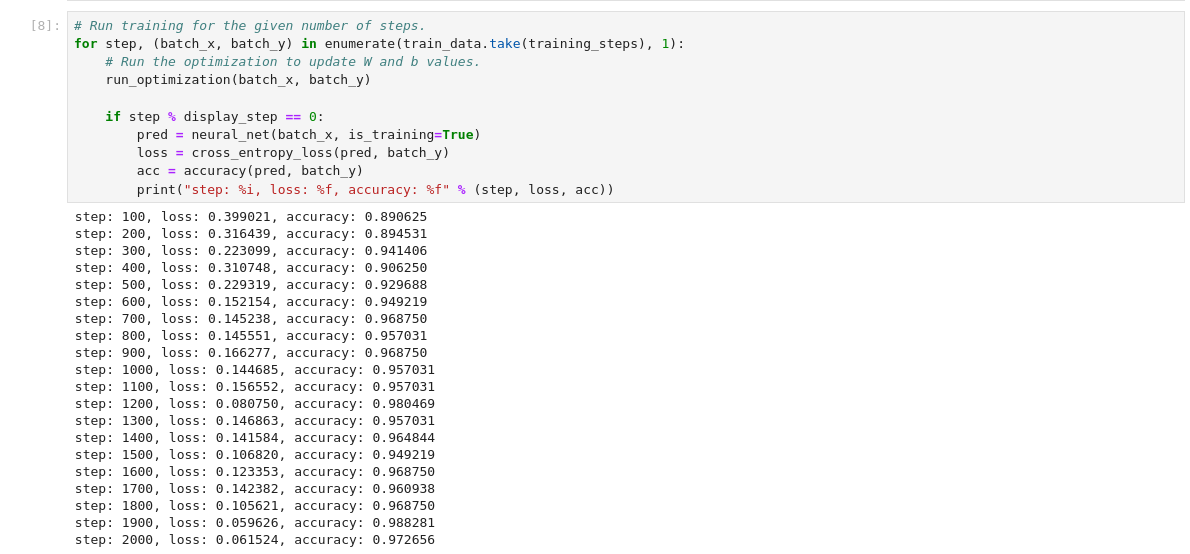 [8]:
# Run training for the given number of steps.
for step, (batch_x, batch_y) in enumerate(train_data.take(training_steps), 1):
    # Run the optimization to update W and b values.
    run_optimization(batch_x, batch_y)

    if step % display_step == 0:
        pred = neural_net(batch_x, is_training=True)
        loss = cross_entropy_loss(pred, batch_y)
        acc = accuracy(pred, batch_y)
        print("step: %i, loss: %f, accuracy: %f" % (step, loss, acc))
step: 100, loss: 0.399021, accuracy: 0.890625
step: 200, loss: 0.316439, accuracy: 0.894531
step: 300, loss: 0.223099, accuracy: 0.941406
step: 400, loss: 0.310748, accuracy: 0.906250
step: 500, loss: 0.229319, accuracy: 0.929688
step: 600, loss: 0.152154, accuracy: 0.949219
step: 700, loss: 0.145238, accuracy: 0.968750
step: 800, loss: 0.145551, accuracy: 0.957031
step: 900, loss: 0.166277, accuracy: 0.968750
step: 1000, loss: 0.144685, accuracy: 0.957031
step: 1100, loss: 0.156552, accuracy: 0.957031
step: 1200, loss: 0.080750, accuracy: 0.980469
step: 1300, loss: 0.146863, accuracy: 0.957031
step: 1400, loss: 0.141584, accuracy: 0.964844
step: 1500, loss: 0.106820, accuracy: 0.949219
step: 1600, loss: 0.123353, accuracy: 0.968750
step: 1700, loss: 0.142382, accuracy: 0.960938
step: 1800, loss: 0.105621, accuracy: 0.968750
step: 1900, loss: 0.059626, accuracy: 0.988281
step: 2000, loss: 0.061524, accuracy: 0.972656